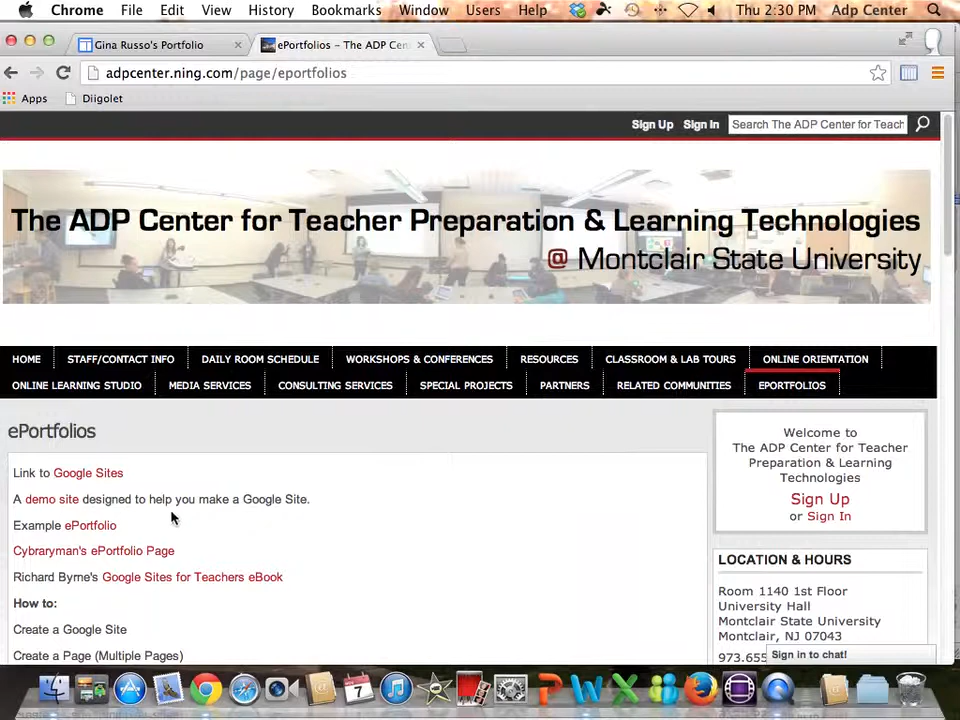 Chrome File Edit View History Bookmarks Window Users Help Thu 2:30 PM Adp Center
Gina Russo's Portfolio
ePortfolios – The ADP Cen
adpcenter.ning.com/page/eportfolios
Apps Diigolet
Sign Up Sign In Search The ADP Center for Teach
The ADP Center for Teacher Preparation & Learning Technologies
@ Montclair State University
HOME STAFF/CONTACT INFO DAILY ROOM SCHEDULE WORKSHOPS & CONFERENCES RESOURCES CLASSROOM & LAB TOURS ONLINE ORIENTATION
ONLINE LEARNING STUDIO MEDIA SERVICES CONSULTING SERVICES SPECIAL PROJECTS PARTNERS RELATED COMMUNITIES EPORTFOLIOS
ePortfolios
Link to Google Sites
A demo site designed to help you make a Google Site.
Example ePortfolio
Cybraryman's ePortfolio Page
Richard Byrne's Google Sites for Teachers eBook
How to:
Create a Google Site
Create a Page (Multiple Pages)
Welcome to
The ADP Center for Teacher
Preparation & Learning
Technologies
Sign Up
or Sign In
LOCATION & HOURS
Room 1140 1st Floor
University Hall
Montclair State University
Montclair, NJ 07043
973.655
Sign in to chat!
7